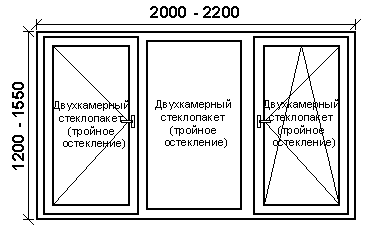 2000 - 2200
1200 - 1550
Двухкамерный
стеклопакет
(тройное
остекление)
Двухкамерный
стеклопакет
(тройное
остекление)
Двухкамерный
стеклопакет
(тройное
остекление)